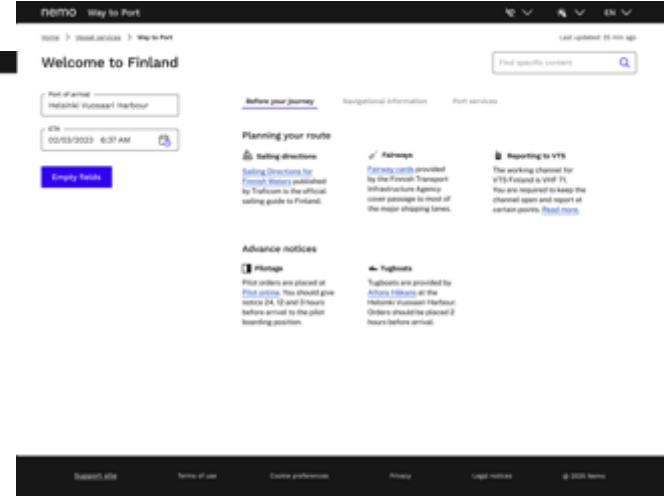 nemo Way to Port EN
Home > Vessel services > Way to Port
Last updated: 25 min ago
Welcome to Finland
Find specific content
Port of arrival
Helsinki Vuosaari Harbour
ETA
02/03/2023 6:37 AM
Empty fields
Before your journey Navigational information Port services
Planning your route
Sailing directions
Sailing Directions for
Finnish Waters published
by Traficom is the official
sailing guide to Finland.
Fairways
Fairway cards provided
by the Finnish Transport
Infrastructure Agency
cover passage to most of
the major shipping lanes.
Reporting to VTS
The working channel for
VTS Finland is VHF 71.
You are required to keep the
channel open and report at
certain points. Read more.
Advance notices
Pilotage
Pilot orders are placed at
Pilot online. You should give
notice 24, 12 and 3 hours
before arrival to the pilot
boarding position.
Tugboats
Tugboats are provided by
Alfons Håkans at the
Helsinki Vuosaari Harbour.
Orders should be placed 2
hours before arrival.
Support site Terms of use Cookie preferences Privacy Legal notices @ 2025 Nemo